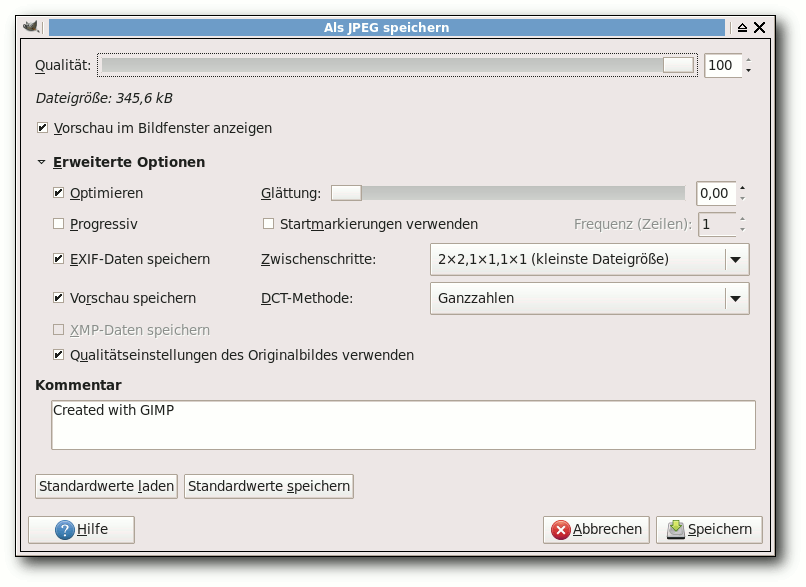 Als JPEG speichern
Qualität: 100
Dateigröße: 345,6 kB
Vorschau im Bildfenster anzeigen
Erweiterte Optionen
Optimieren Glättung: 0,00
Progressiv Startmarkierungen verwenden Frequenz (Zeilen): 1
EXIF-Daten speichern Zwischenschritte: 2×2,1×1,1×1 (kleinste Dateigröße)
Vorschau speichern DCT-Methode: Ganzzahlen
XMP-Daten speichern
Qualitätseinstellungen des Originalbildes verwenden
Kommentar
Created with GIMP
Standardwerte laden Standardwerte speichern
Hilfe Abbrechen Speichern